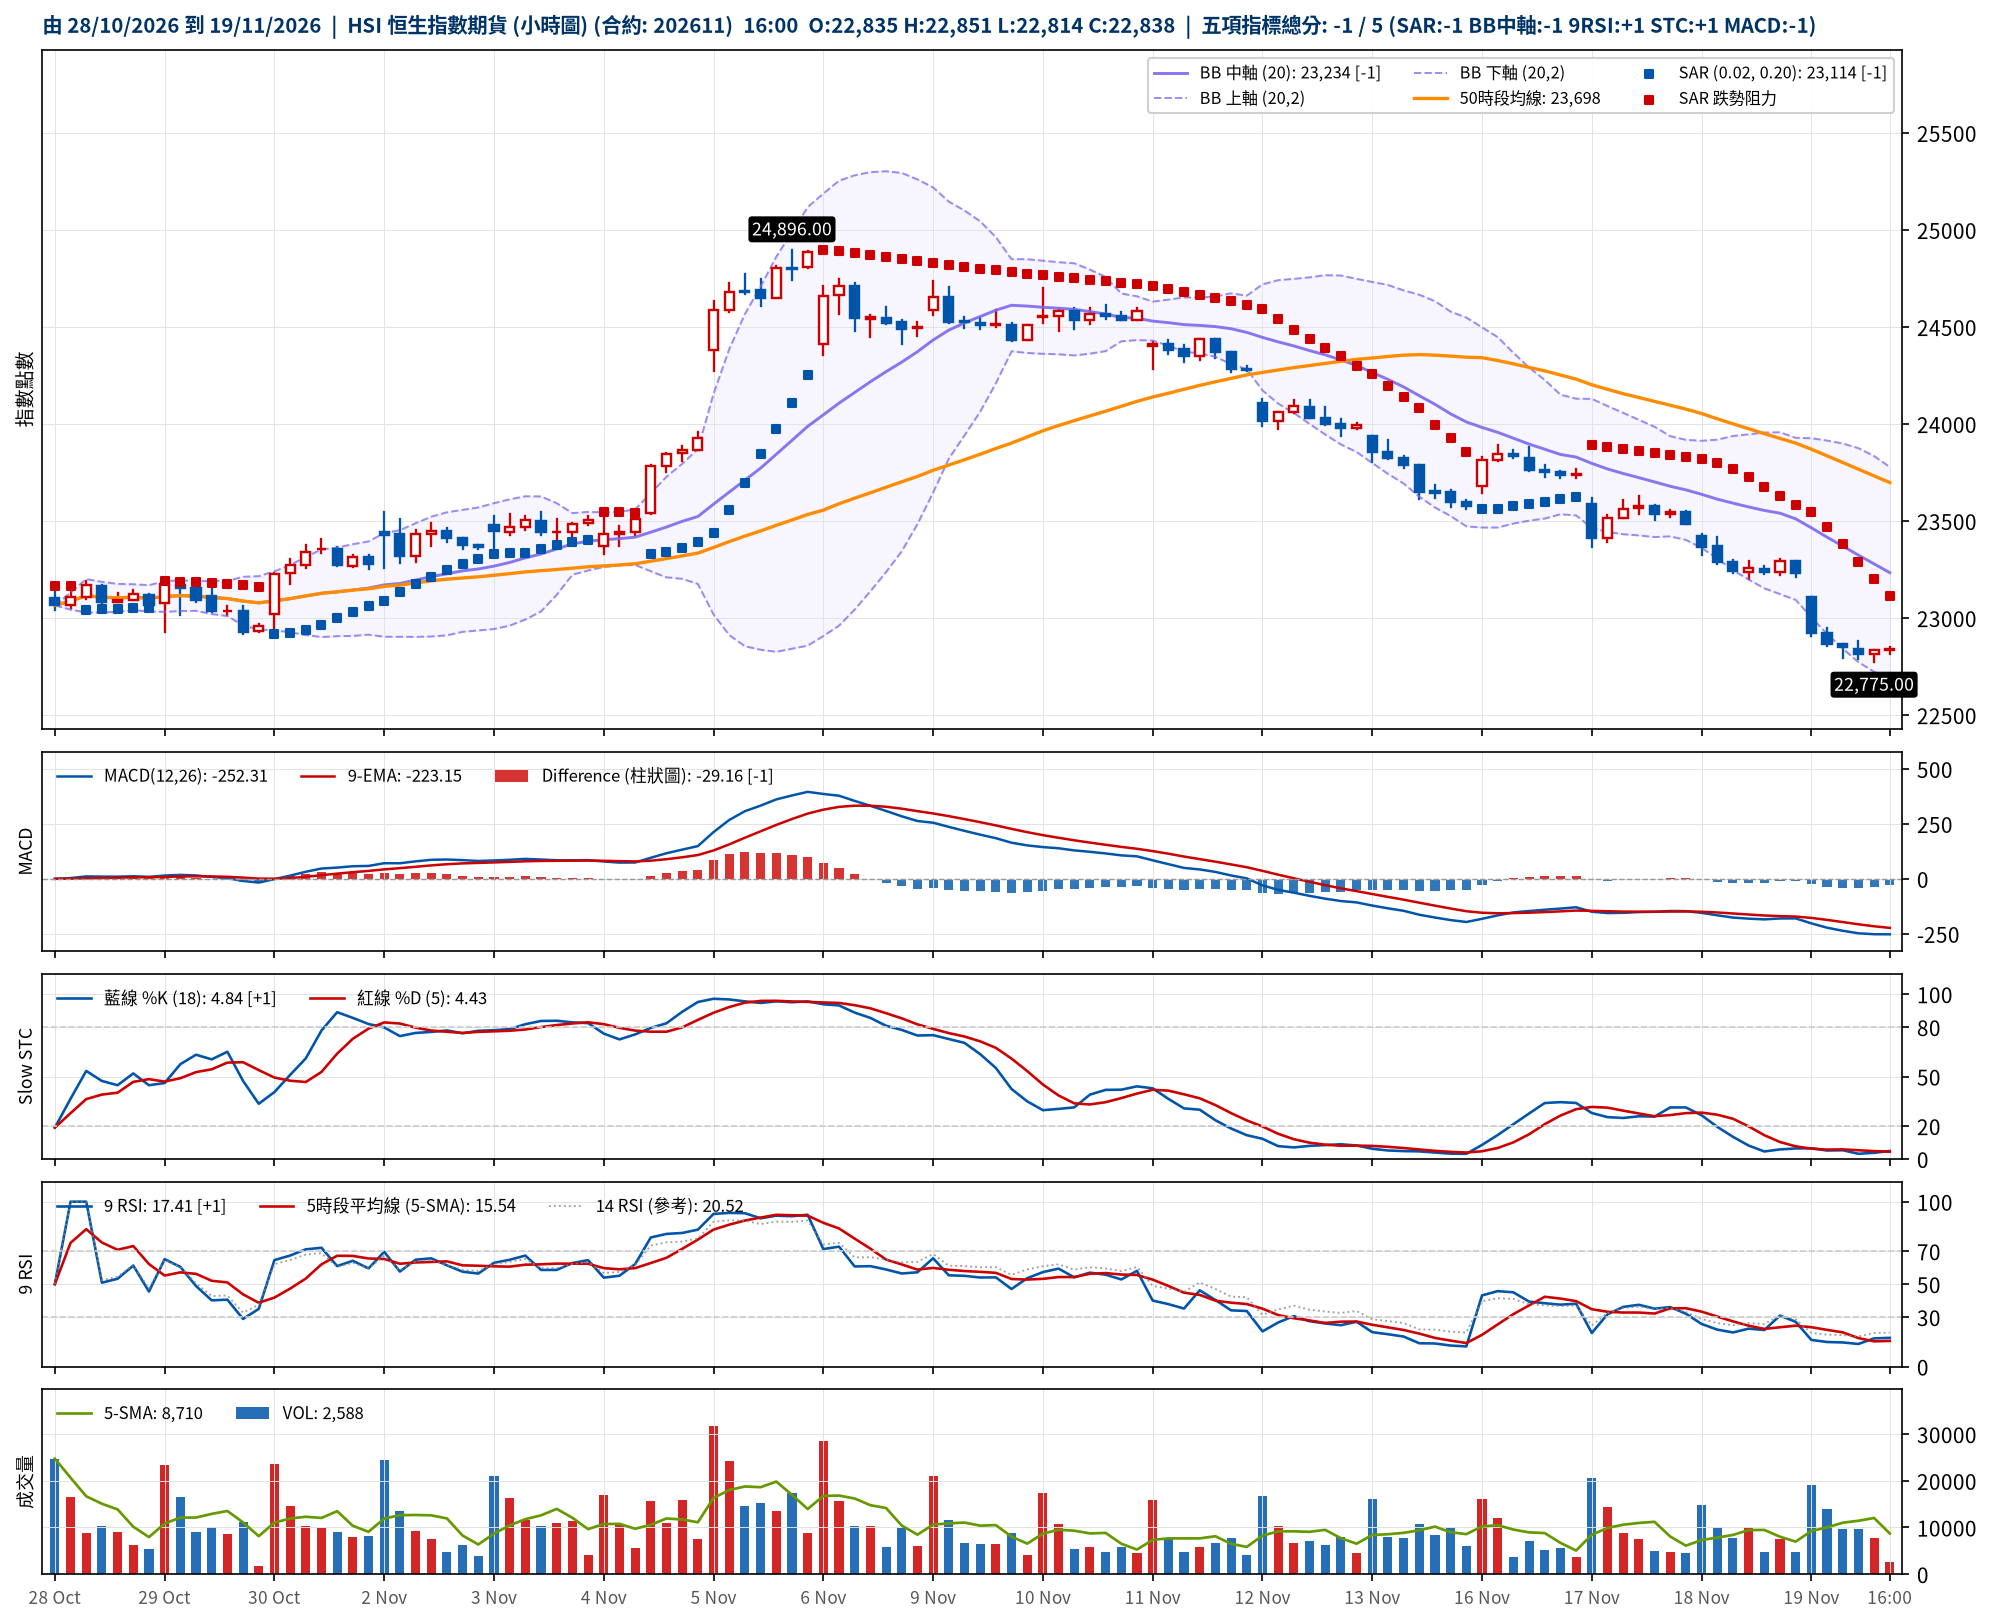 由 28/10/2026 到 19/11/2026 | HSI 恒生指數期貨 (小時圖) (合約: 202611) 16:00 O:22,835 H:22,851 L:22,814 C:22,838 | 五項指標總分: -1 / 5 (SAR:-1 BB中軸:-1 9RSI:+1 STC:+1 MACD:-1)
BB 中軸 (20): 23,234 [-1]
BB 下軸 (20,2)
SAR (0.02, 0.20): 23,114 [-1]
BB 上軸 (20,2)
50時段均線: 23,698
SAR 跌勢阻力
25500
25000
24500
24000
23500
23000
22500
24,896.00
22,775.00
指數點數
MACD(12,26): -252.31
9-EMA: -223.15
Difference (柱狀圖): -29.16 [-1]
500
250
0
-250
MACD
藍線 %K (18): 4.84 [+1]
紅線 %D (5): 4.43
100
80
50
20
0
Slow STC
9 RSI: 17.41 [+1]
5時段平均線 (5-SMA): 15.54
14 RSI (參考): 20.52
100
70
50
30
0
9 RSI
5-SMA: 8,710
VOL: 2,588
30000
20000
10000
0
成交量
28 Oct
29 Oct
30 Oct
2 Nov
3 Nov
4 Nov
5 Nov
6 Nov
9 Nov
10 Nov
11 Nov
12 Nov
13 Nov
16 Nov
17 Nov
18 Nov
19 Nov
16:00